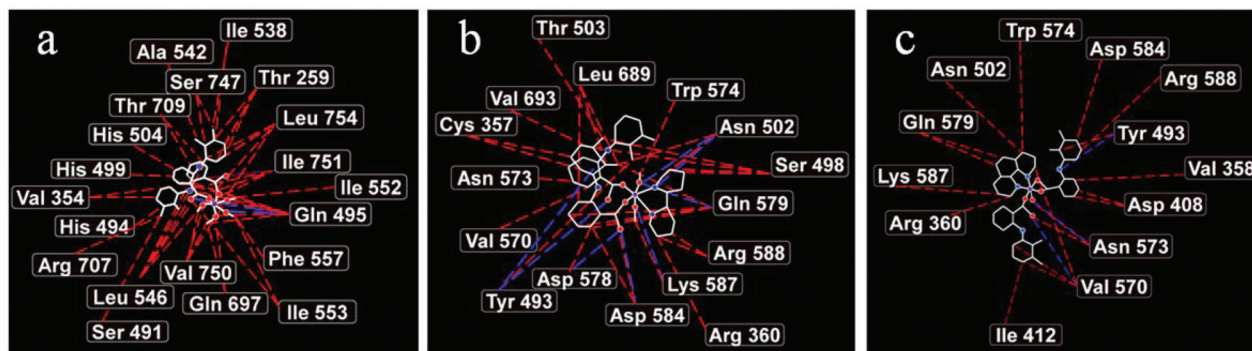 a
Ile 538
Ala 542
Ser 747
Thr 259
Thr 709
Leu 754
His 504
Ile 751
His 499
Ile 552
Val 354
Gln 495
His 494
Phe 557
Arg 707
Val 750
Leu 546
Gln 697
Ile 553
Ser 491
b
Thr 503
Leu 689
Trp 574
Val 693
Cys 357
Asn 502
Ser 498
Asn 573
Gln 579
Val 570
Arg 588
Asp 578
Lys 587
Tyr 493
Asp 584
Arg 360
c
Trp 574
Asp 584
Asn 502
Arg 588
Gln 579
Tyr 493
Val 358
Lys 587
Asp 408
Arg 360
Asn 573
Val 570
Ile 412